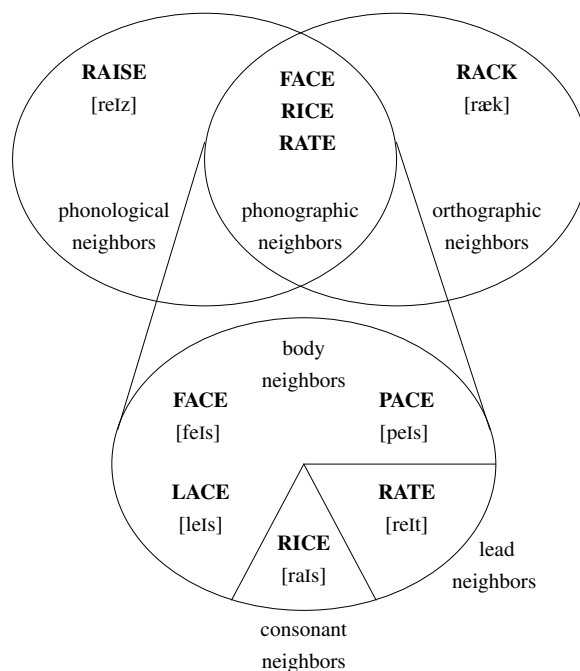 RAISE
[reIz]
FACE
RICE
RATE
RACK
[ræk]
phonological
neighbors
phonographic
neighbors
orthographic
neighbors
body
neighbors
FACE
[feIs]
PACE
[peIs]
LACE
[leIs]
RATE
[reIt]
RICE
[raIs]
lead
neighbors
consonant
neighbors